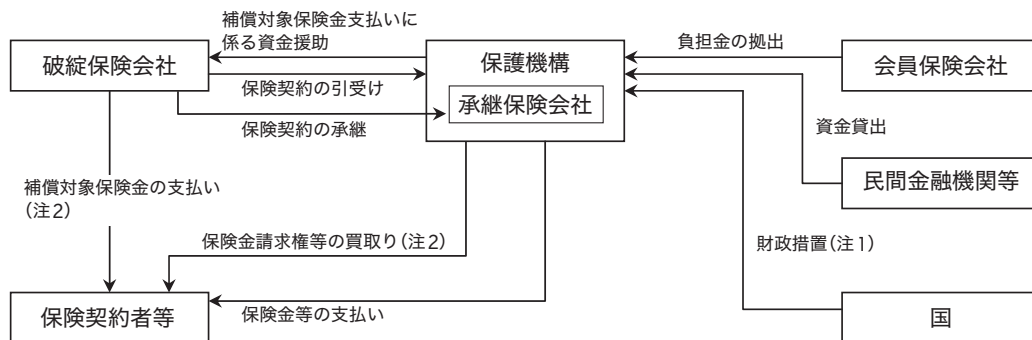 補償対象保険金支払いに
係る資金援助
負担金の拠出
破綻保険会社
保護機構
会員保険会社
保険契約の引受け
承継保険会社
保険契約の承継
資金貸出
民間金融機関等
補償対象保険金の支払い
(注2)
保険金請求権等の買取り(注2)
財政措置(注1)
保険契約者等
保険金等の支払い
国